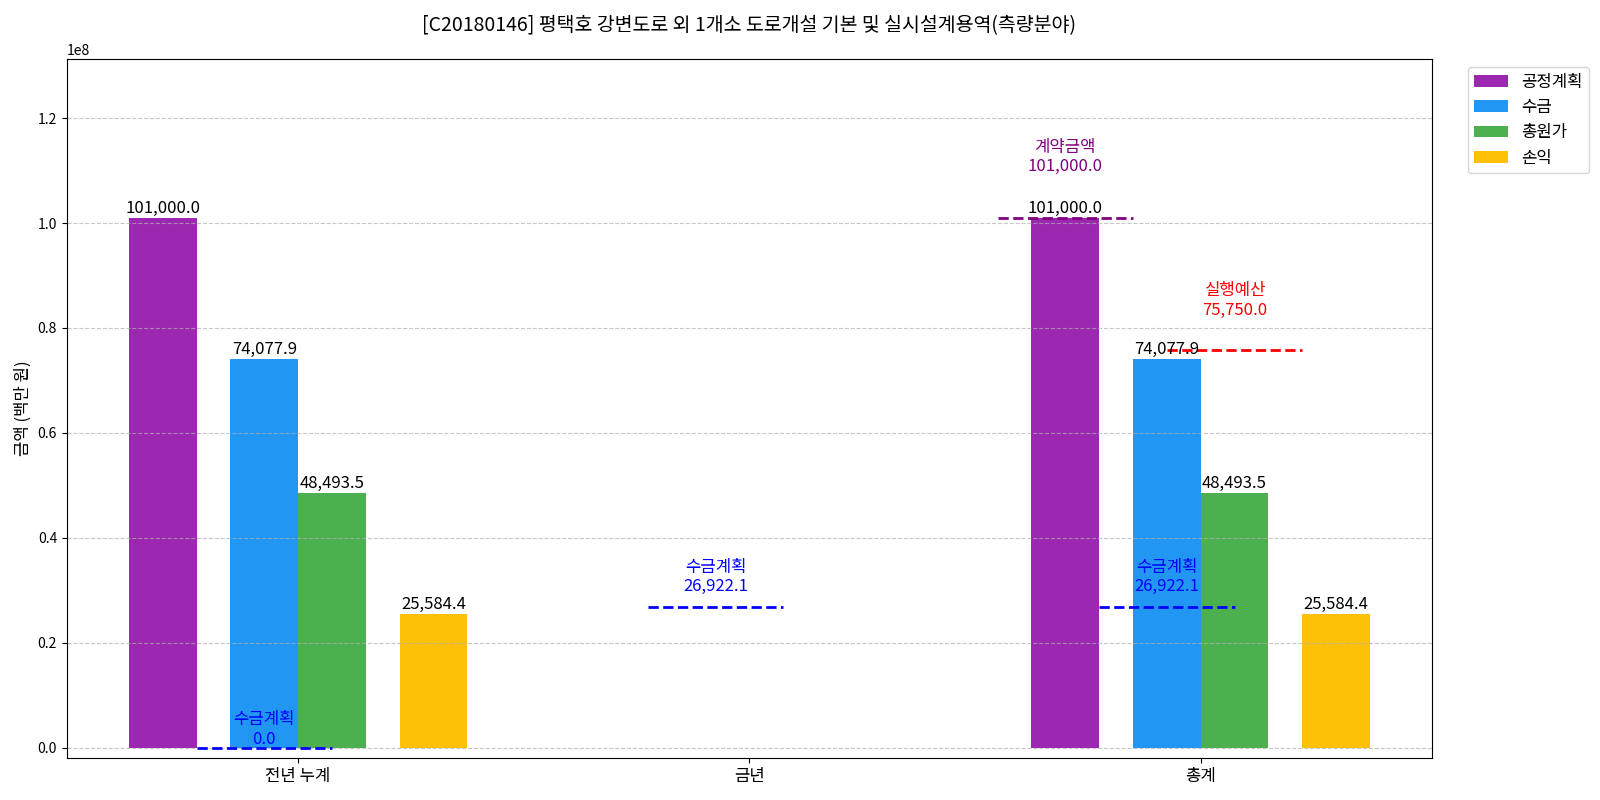 [C20180146] 평택호 강변도로 외 1개소 도로개설 기본 및 실시설계용역(측량분야)
1e8
공정계획
수금
총원가
손익
금액 (백만 원)
1.2
1.0
0.8
0.6
0.4
0.2
0.0
101,000.0
74,077.9
48,493.5
25,584.4
수금계획
0.0
수금계획
26,922.1
계약금액
101,000.0
101,000.0
실행예산
75,750.0
74,077.9
48,493.5
수금계획
26,922.1
25,584.4
전년 누계
금년
총계